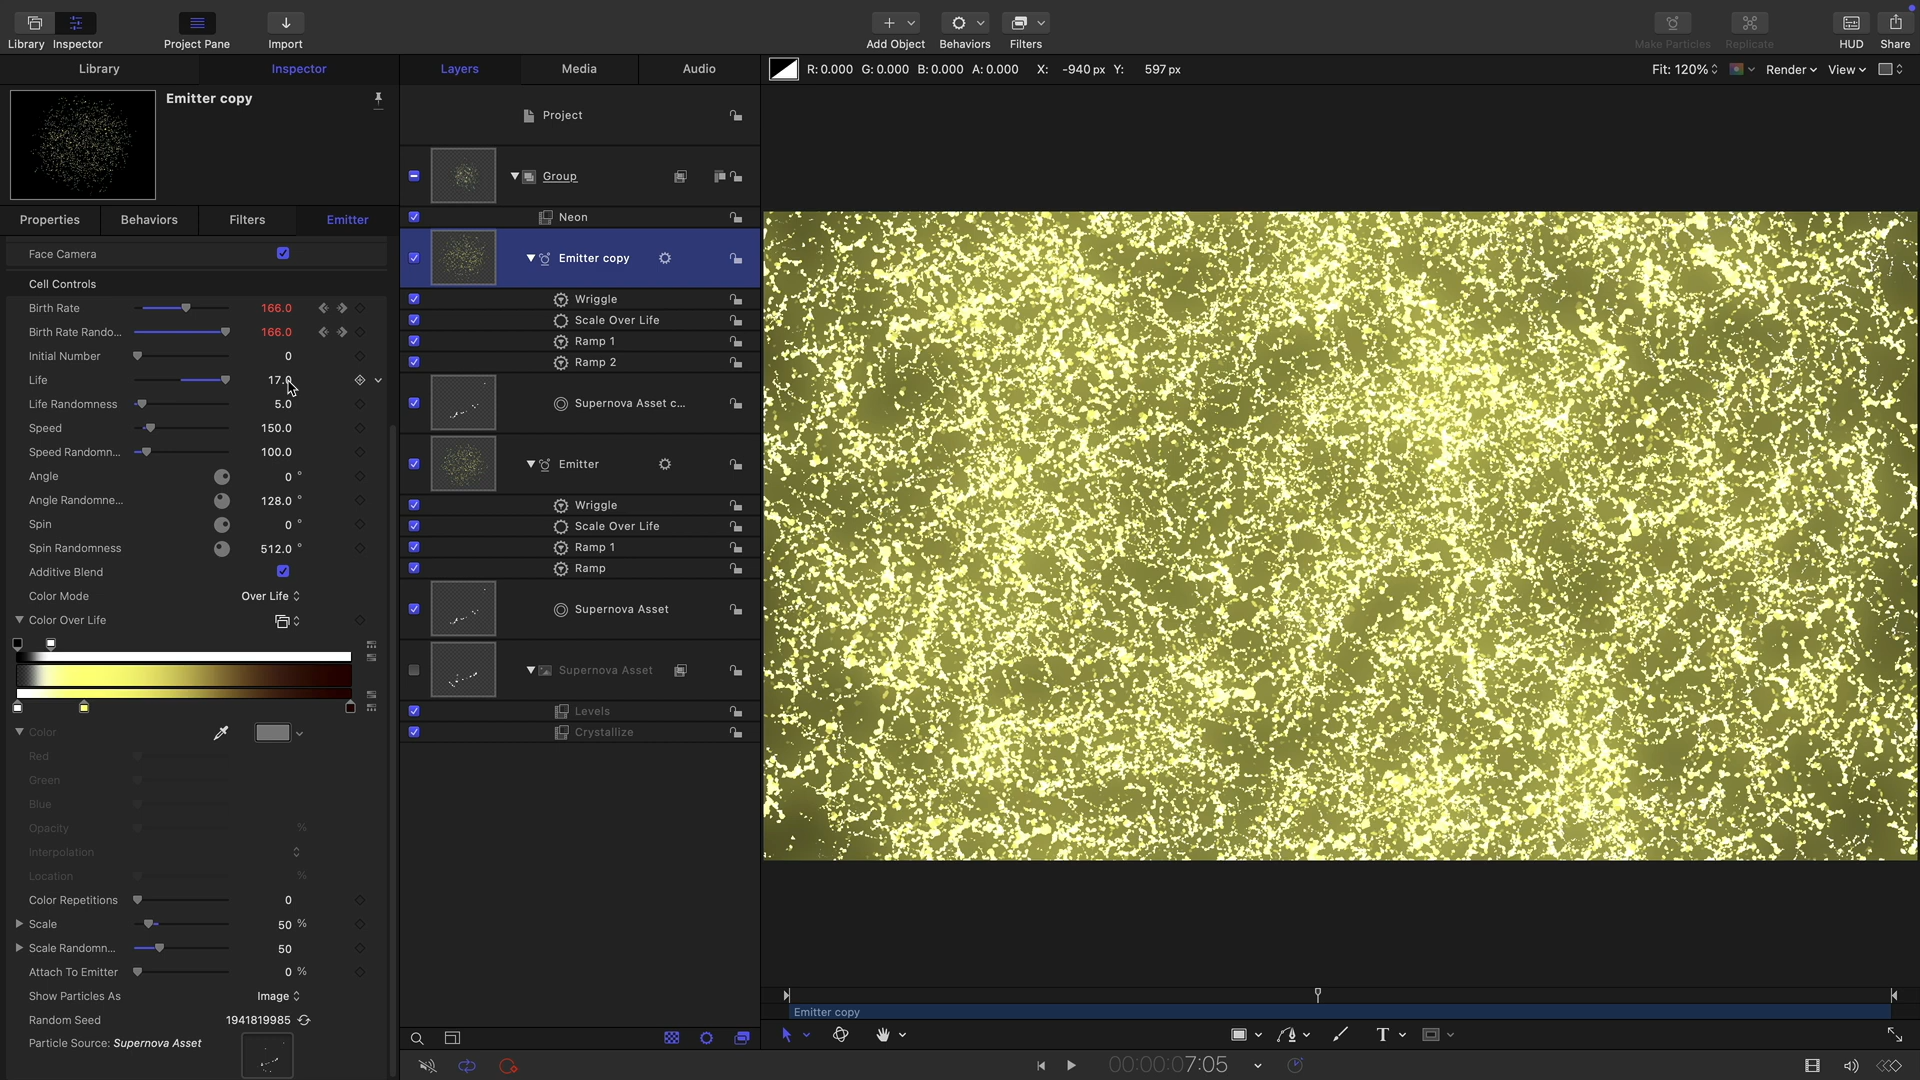 Library Inspector Project Pane Import Add Object Behaviors Filters Make Particles Replicate HUD Share
Library Inspector Layers Media Audio R: 0.000 G: 0.000 B: 0.000 A: 0.000 X: -940 px Y: 597 px Fit: 120% Render View
Emitter copy
Properties Behaviors Filters Emitter
Face Camera
Cell Controls
Birth Rate 166.0
Birth Rate Rando... 166.0
Initial Number 0
Life 17.0
Life Randomness 5.0
Speed 150.0
Speed Randomn... 100.0
Angle 0 °
Angle Randomne... 128.0 °
Spin 0 °
Spin Randomness 512.0 °
Additive Blend
Color Mode Over Life
Color Over Life
Color
Red
Green
Blue
Opacity %
Interpolation
Location %
Color Repetitions 0
Scale 50 %
Scale Randomn... 50
Attach To Emitter 0 %
Show Particles As Image
Random Seed 1941819985
Particle Source: Supernova Asset
Project
Group
Neon
Emitter copy
Wriggle
Scale Over Life
Ramp 1
Ramp 2
Supernova Asset c...
Emitter
Wriggle
Scale Over Life
Ramp 1
Ramp
Supernova Asset
Supernova Asset
Levels
Crystallize
Emitter copy
T
00:00:07:05